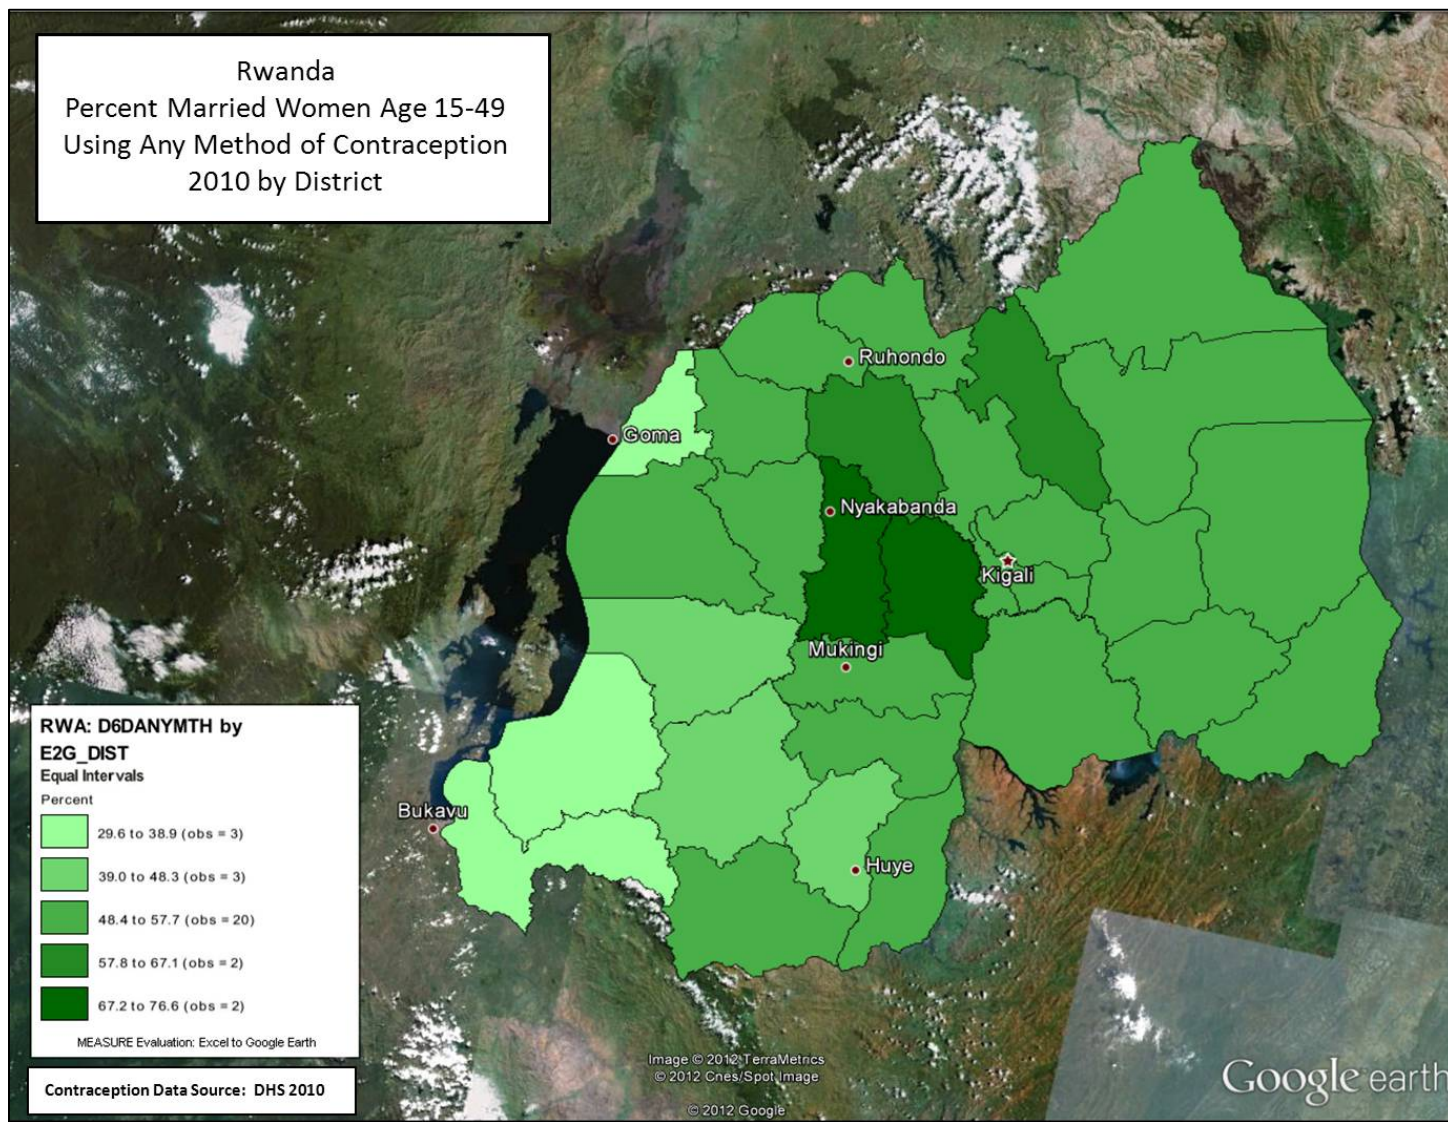 Rwanda
Percent Married Women Age 15-49
Using Any Method of Contraception
2010 by District
Ruhondo
Goma
Nyakabanda
Kigali
Mukingi
Bukavu
Huye
RWA: D6DANYMTH by
E2G_DIST
Equal Intervals
Percent
29.6 to 38.9 (obs = 3)
39.0 to 48.3 (obs = 3)
48.4 to 57.7 (obs = 20)
57.8 to 67.1 (obs = 2)
67.2 to 76.6 (obs = 2)
MEASURE Evaluation: Excel to Google Earth
Contraception Data Source: DHS 2010
Image © 2012 TerraMetrics
© 2012 Cnes/Spot Image
© 2012 Google
Google earth